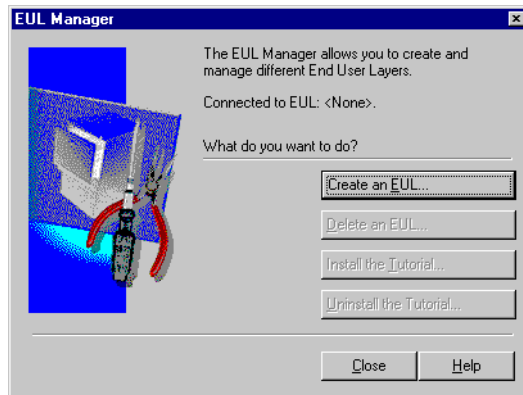 EUL Manager
The EUL Manager allows you to create and
manage different End User Layers.
Connected to EUL: <None>.
What do you want to do?
Create an EUL...
Delete an EUL...
Install the Tutorial...
Uninstall the Tutorial...
Close
Help